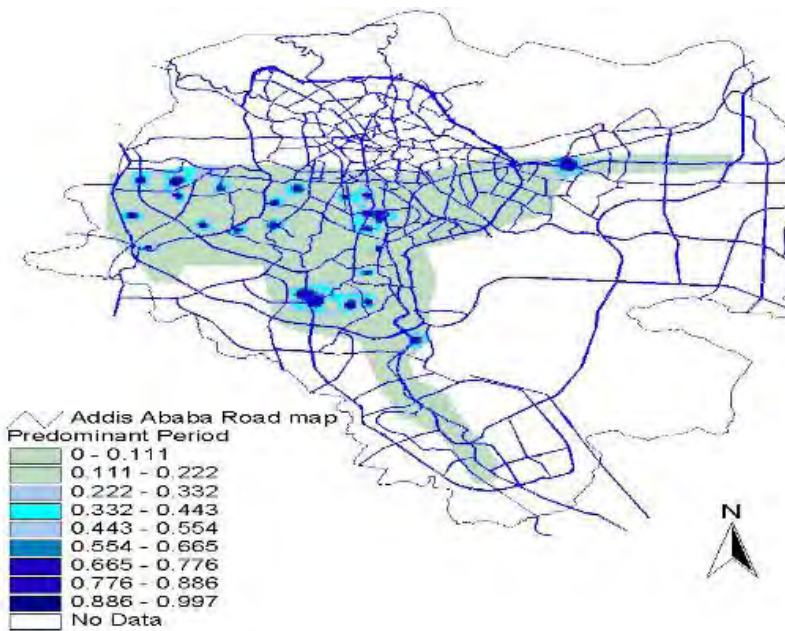 N
Addis Ababa Road map
Predominant Period
0 - 0.111
0.111 - 0.222
0.222 - 0.332
0.332 - 0.443
0.443 - 0.554
0.554 - 0.665
0.665 - 0.776
0.776 - 0.886
0.886 - 0.997
No Data